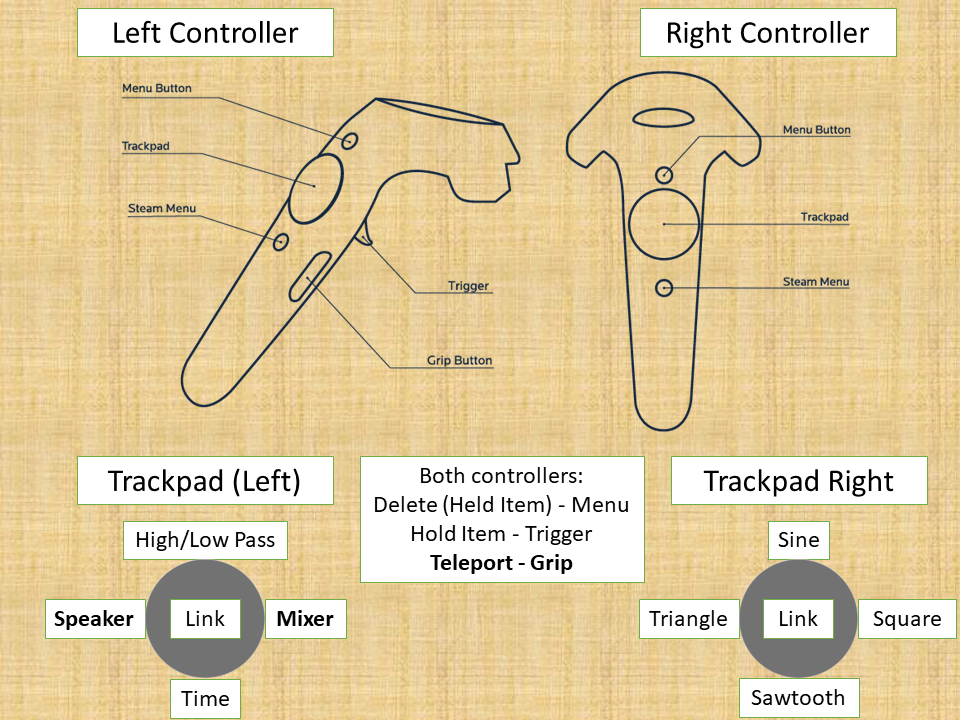 Left Controller
Right Controller
Menu Button
Trackpad
Steam Menu
Trigger
Grip Button
Menu Button
Trackpad
Steam Menu
Trackpad (Left)
High/Low Pass
Speaker
Link
Mixer
Time
Both controllers:
Delete (Held Item) - Menu
Hold Item - Trigger
Teleport - Grip
Trackpad Right
Sine
Triangle
Link
Square
Sawtooth